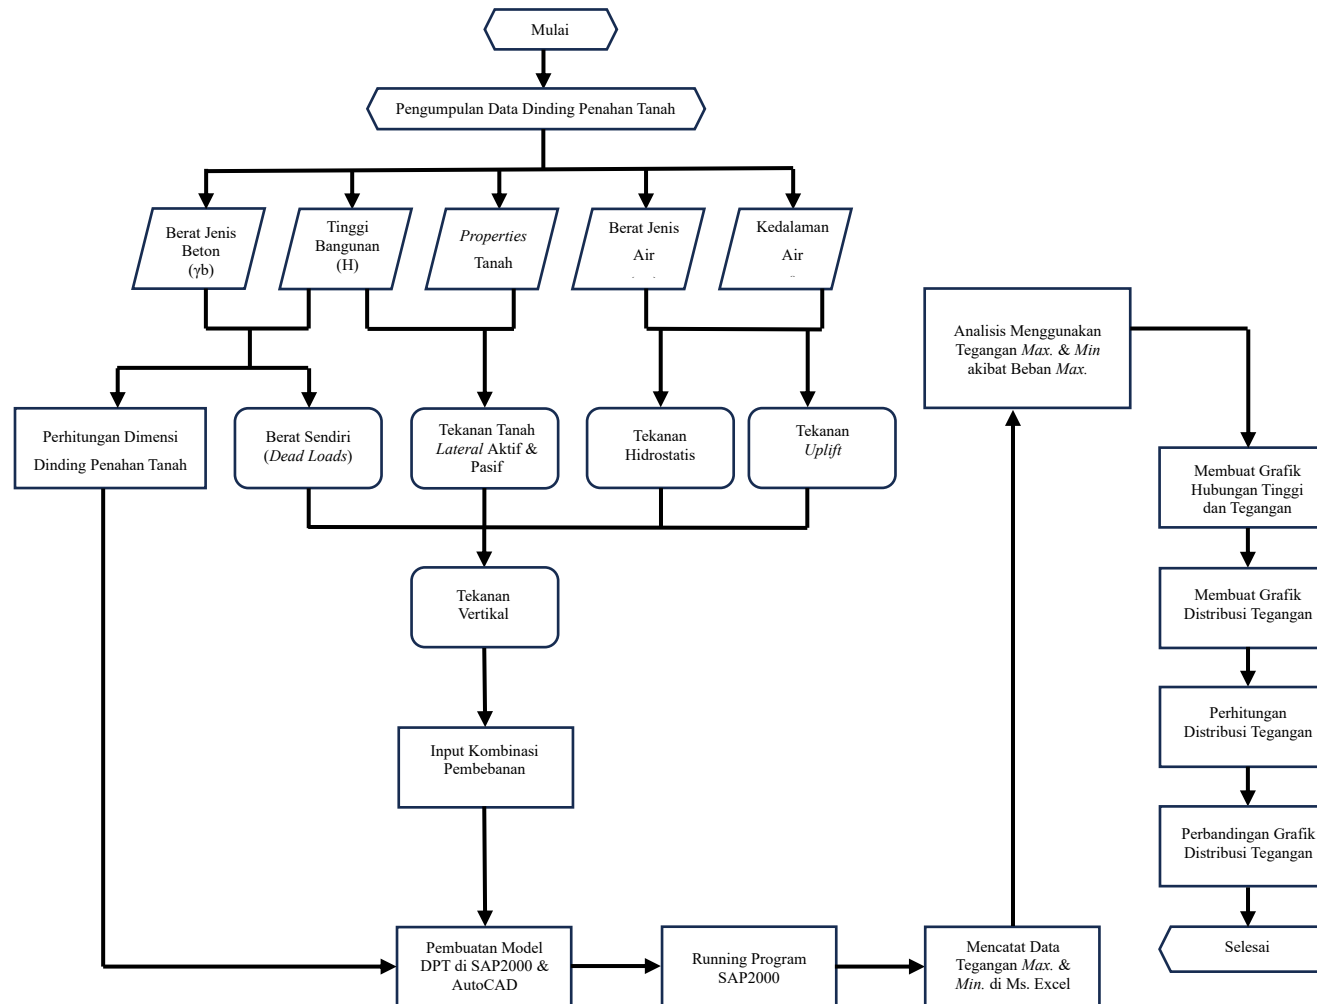 Mulai
Pengumpulan Data Dinding Penahan Tanah
Berat Jenis
Beton
(γb)
Tinggi
Bangunan
(H)
Properties
Tanah
Berat Jenis
Air
Kedalaman
Air
Perhitungan Dimensi
Dinding Penahan Tanah
Berat Sendiri
(Dead Loads)
Tekanan Tanah
Lateral Aktif &
Pasif
Tekanan
Hidrostatis
Tekanan
Uplift
Tekanan
Vertikal
Input Kombinasi
Pembebanan
Pembuatan Model
DPT di SAP2000 &
AutoCAD
Running Program
SAP2000
Mencatat Data
Tegangan Max. &
Min. di Ms. Excel
Analisis Menggunakan
Tegangan Max. & Min
akibat Beban Max.
Membuat Grafik
Hubungan Tinggi
dan Tegangan
Membuat Grafik
Distribusi Tegangan
Perhitungan
Distribusi Tegangan
Perbandingan Grafik
Distribusi Tegangan
Selesai